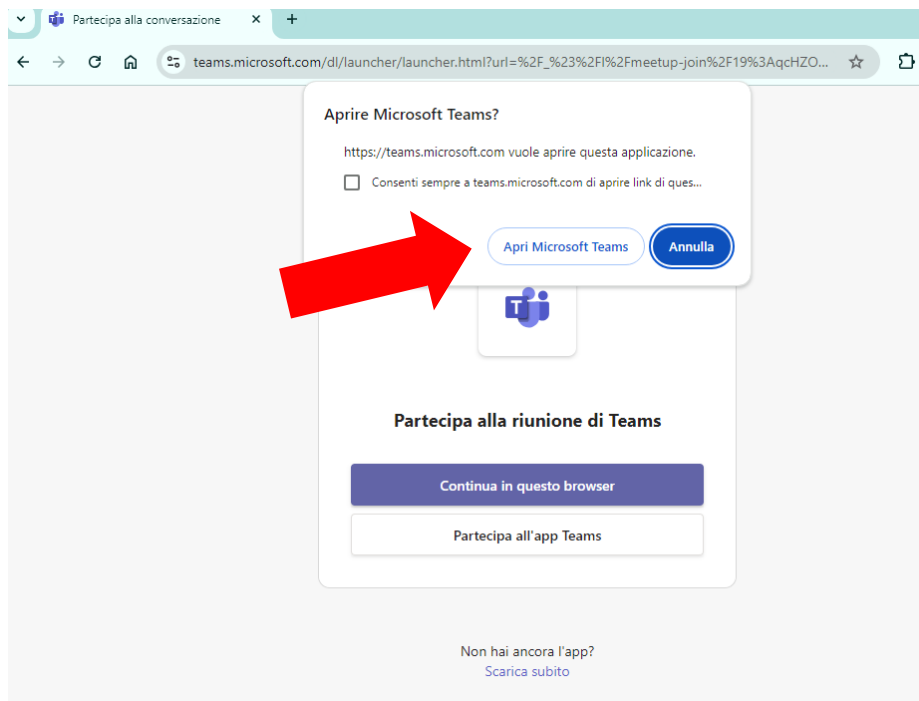 Partecipa alla conversazione
teams.microsoft.com/dl/launcher/launcher.html?url=%2F_%23%2Fl%2Fmeetup-join%2F19%3AqcHZO...
Aprire Microsoft Teams?
https://teams.microsoft.com vuole aprire questa applicazione.
Consenti sempre a teams.microsoft.com di aprire link di ques...
Apri Microsoft Teams Annulla
T
Partecipa alla riunione di Teams
Continua in questo browser
Partecipa all'app Teams
Non hai ancora l'app?
Scarica subito